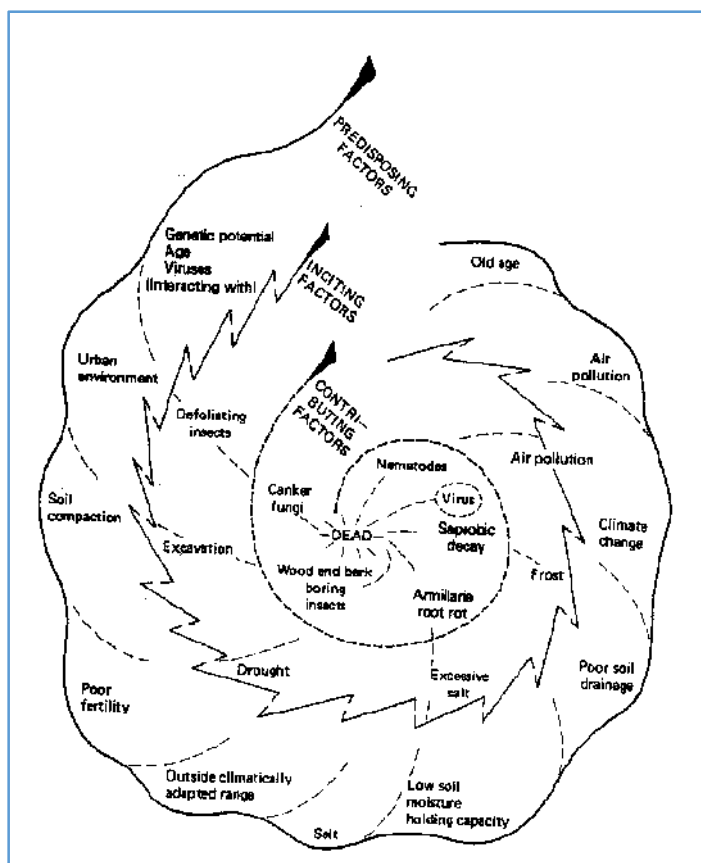 PREDISPOSING
FACTORS
Genetic potential
Age
Viruses
(Interacting with)
INCITING
FACTORS
Old age
Urban
environment
Air
pollution
CONTRI-
BUTING
FACTORS
Defoliating
insects
Nematodes
Air pollution
Canker
fungi
Virus
Soil
compaction
DEAD
Saprobic
decay
Climate
change
Excavation
Wood and bark
boring
insects
Armillaria
root rot
Frost
Drought
Excessive
salt
Poor soil
drainage
Poor
fertility
Outside climatically
adapted range
Low soil
moisture
holding capacity
Salt